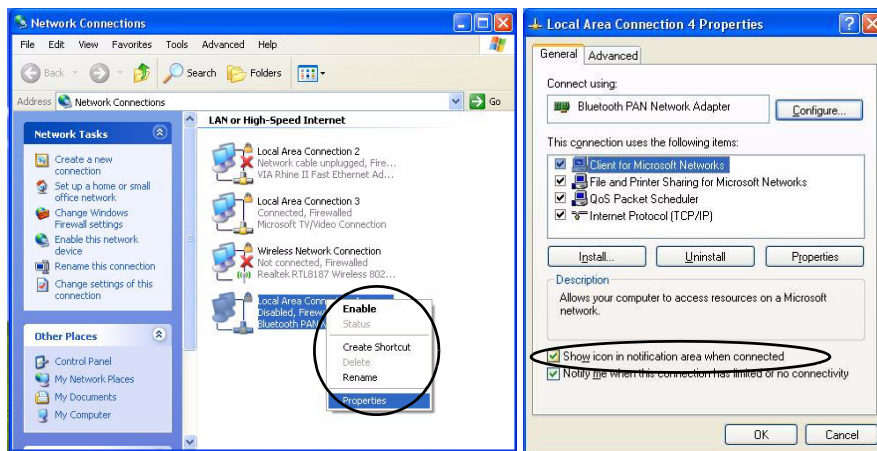 Network Connections
File Edit View Favorites Tools Advanced Help
Back Search Folders
Address Network Connections Go
Network Tasks
Create a new
connection
Set up a home or small
office network
Change Windows
Firewall settings
Enable this network
device
Rename this connection
Change settings of this
connection
Other Places
Control Panel
My Network Places
My Documents
My Computer
LAN or High-Speed Internet
Local Area Connection 2
Network cable unplugged, Fire...
VIA Rhine II Fast Ethernet Ad...
Local Area Connection 3
Connected, Firewalled
Microsoft TV/Video Connection
Wireless Network Connection
Not connected, Firewalled
Realtek RTL8187 Wireless 802...
Local Area
Disabled,
Bluetooth PAN
Enable
Status
Create Shortcut
Delete
Rename
Properties
Local Area Connection 4 Properties
General Advanced
Connect using:
Bluetooth PAN Network Adapter Configure...
This connection uses the following items:
Client for Microsoft Networks
File and Printer Sharing for Microsoft Networks
QoS Packet Scheduler
Internet Protocol (TCP/IP)
Install... Uninstall Properties
Description
Allows your computer to access resources on a Microsoft
network.
Show icon in notification area when connected
Notify me when this connection has limited or no connectivity
OK Cancel